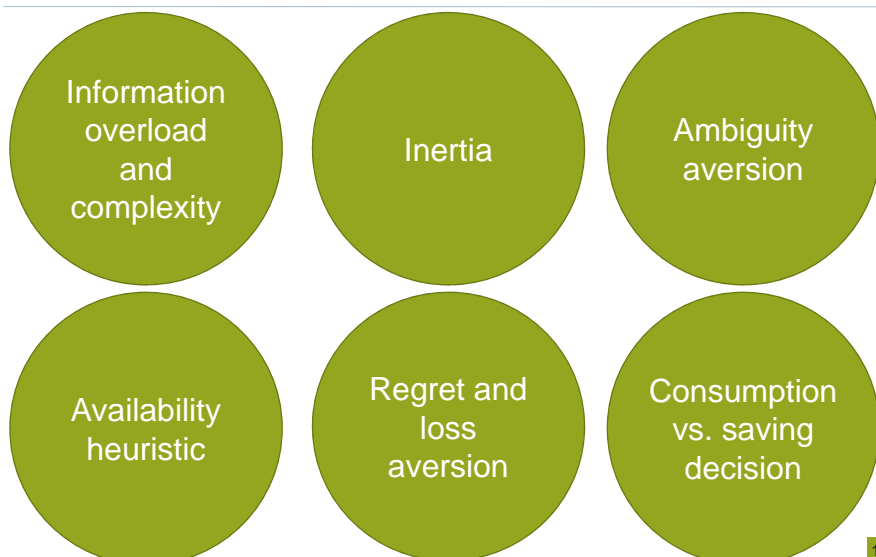 Information
overload
and
complexity
Inertia
Ambiguity
aversion
Availability
heuristic
Regret and
loss
aversion
Consumption
vs. saving
decision